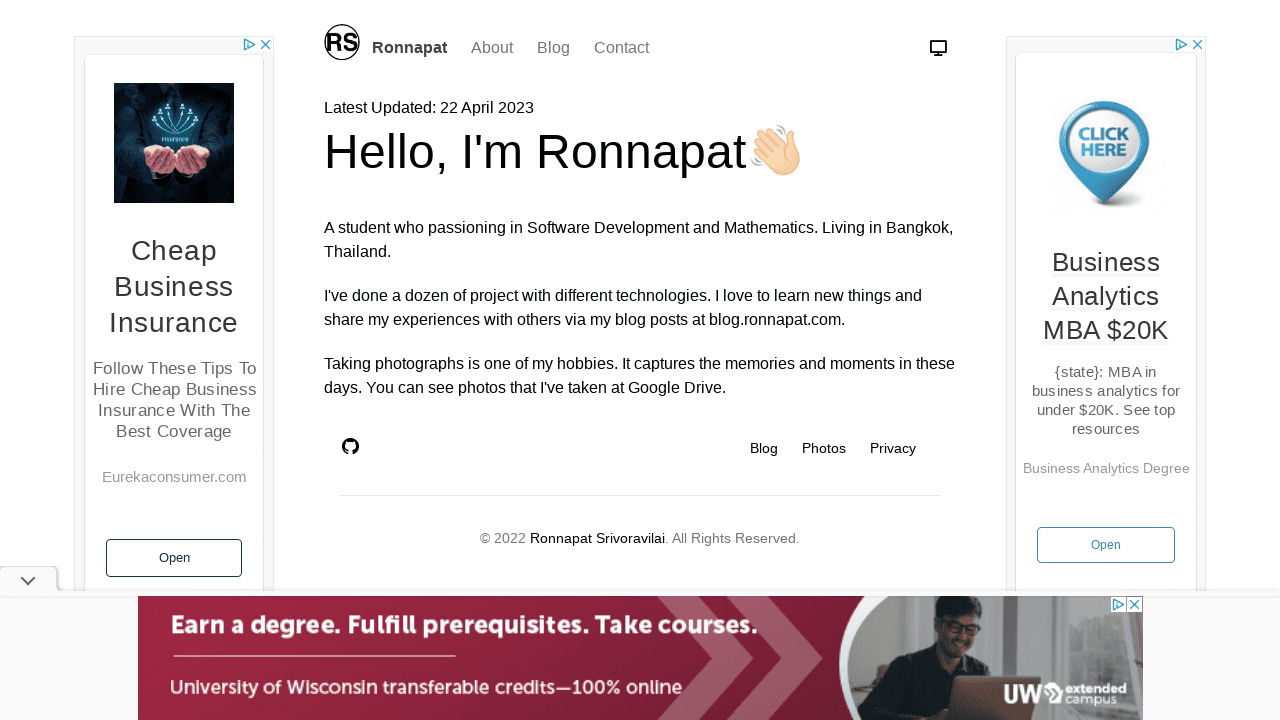 RS
Ronnapat
About
Blog
Contact
Latest Updated: 22 April 2023
Hello, I'm Ronnapat👋🏻
A student who passioning in Software Development and Mathematics. Living in Bangkok,
Thailand.
I've done a dozen of project with different technologies. I love to learn new things and
share my experiences with others via my blog posts at blog.ronnapat.com.
Taking photographs is one of my hobbies. It captures the memories and moments in these
days. You can see photos that I've taken at Google Drive.
Blog
Photos
Privacy
© 2022 Ronnapat Srivoravilai. All Rights Reserved.
insurance
Cheap
Business
Insurance
Follow These Tips To
Hire Cheap Business
Insurance With The
Best Coverage
Eurekaconsumer.com
Open
CLICK
HERE
Business
Analytics
MBA $20K
{state}: MBA in
business analytics for
under $20K. See top
resources
Business Analytics Degree
Open
Earn a degree. Fulfill prerequisites. Take courses.
University of Wisconsin transferable credits—100% online
UW extended
campus